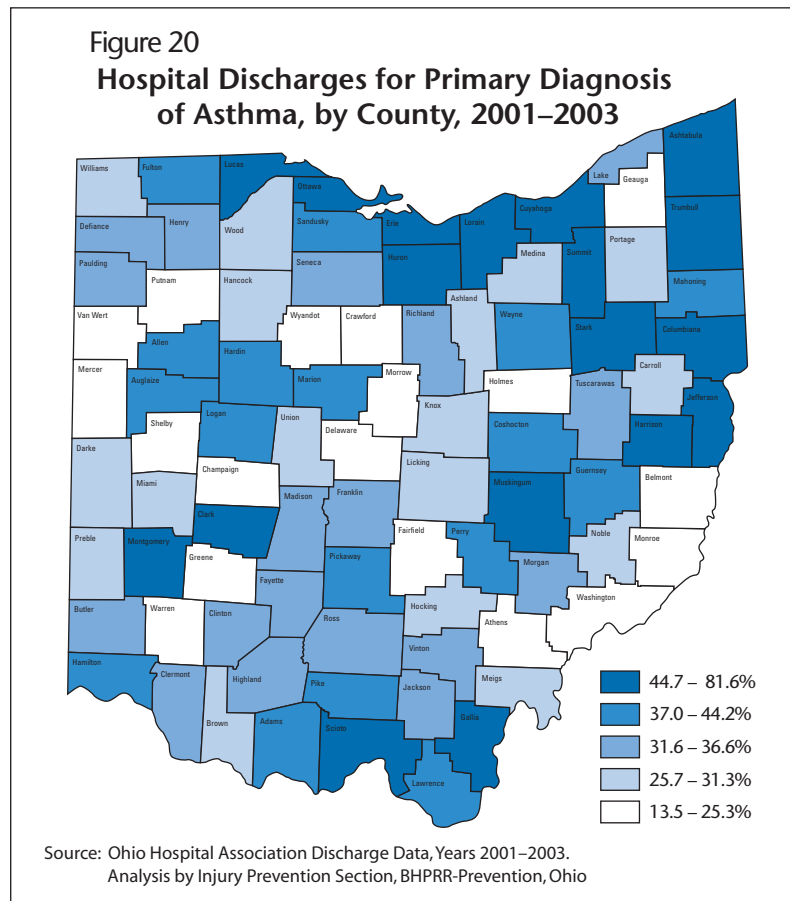 Figure 20
Hospital Discharges for Primary Diagnosis
of Asthma, by County, 2001–2003
Ashtabula
Williams
Fulton
Lucas
Lake
Geauga
Ottawa
Cuyahoga
Trumbull
Defiance
Henry
Wood
Sandusky
Erie
Lorain
Medina
Summit
Portage
Paulding
Seneca
Huron
Putnam
Hancock
Mahoning
Ashland
Van Wert
Wyandot
Crawford
Richland
Wayne
Stark
Columbiana
Allen
Mercer
Hardin
Morrow
Carroll
Auglaize
Marion
Holmes
Tuscarawas
Jefferson
Logan
Union
Knox
Shelby
Delaware
Coshocton
Harrison
Darke
Champaign
Licking
Guernsey
Belmont
Miami
Madison
Franklin
Muskingum
Clark
Fairfield
Perry
Noble
Preble
Montgomery
Monroe
Greene
Pickaway
Morgan
Fayette
Washington
Butler
Warren
Clinton
Ross
Hocking
Athens
Vinton
Hamilton
Clermont
Highland
Pike
Jackson
Meigs
Brown
Adams
Scioto
Gallia
Lawrence
44.7 – 81.6%
37.0 – 44.2%
31.6 – 36.6%
25.7 – 31.3%
13.5 – 25.3%
Source: Ohio Hospital Association Discharge Data, Years 2001–2003.
Analysis by Injury Prevention Section, BHPRR-Prevention, Ohio